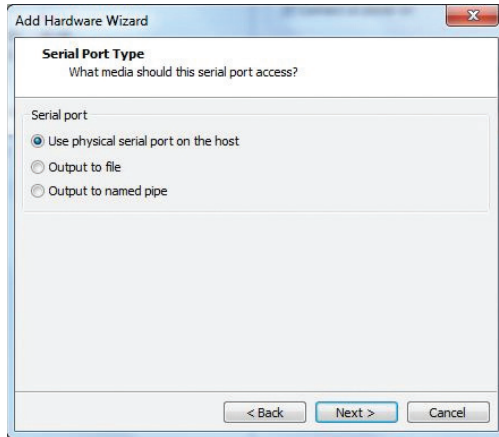 Add Hardware Wizard
Serial Port Type
What media should this serial port access?
Serial port
Use physical serial port on the host
Output to file
Output to named pipe
< Back
Next >
Cancel